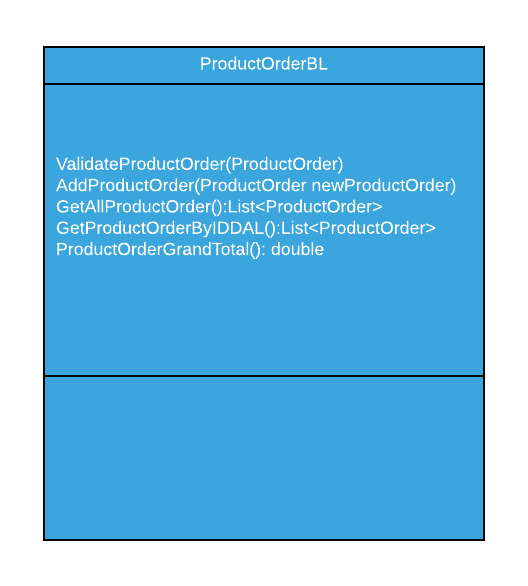 ProductOrderBL
ValidateProductOrder(ProductOrder)
AddProductOrder(ProductOrder newProductOrder)
GetAllProductOrder():List<ProductOrder>
GetProductOrderByIDDAL():List<ProductOrder>
ProductOrderGrandTotal(): double